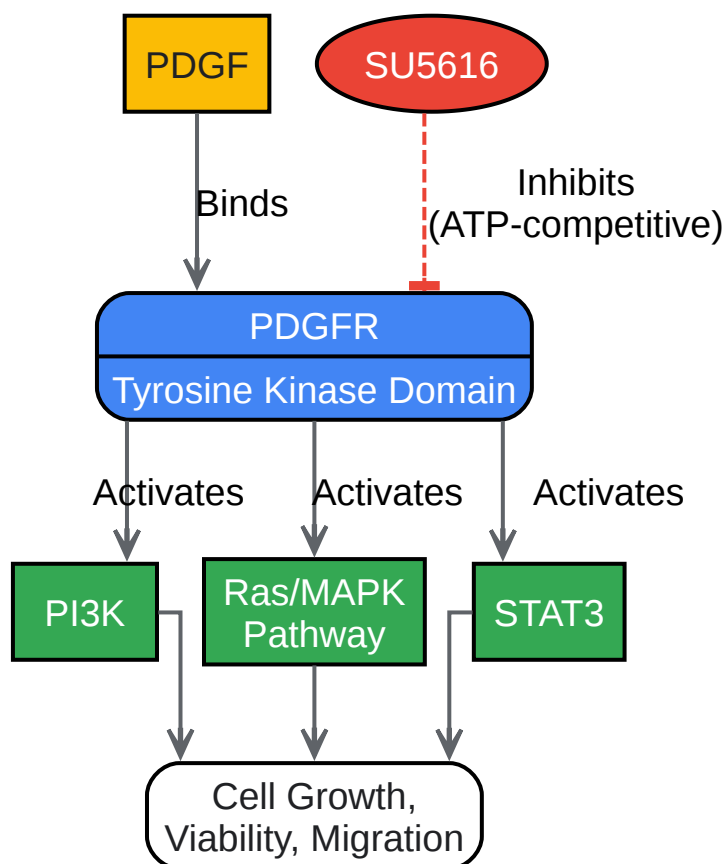 PDGF
SU5616
Binds
Inhibits
(ATP-competitive)
PDGFR
Tyrosine Kinase Domain
Activates
Activates
Activates
PI3K
Ras/MAPK
Pathway
STAT3
Cell Growth,
Viability, Migration